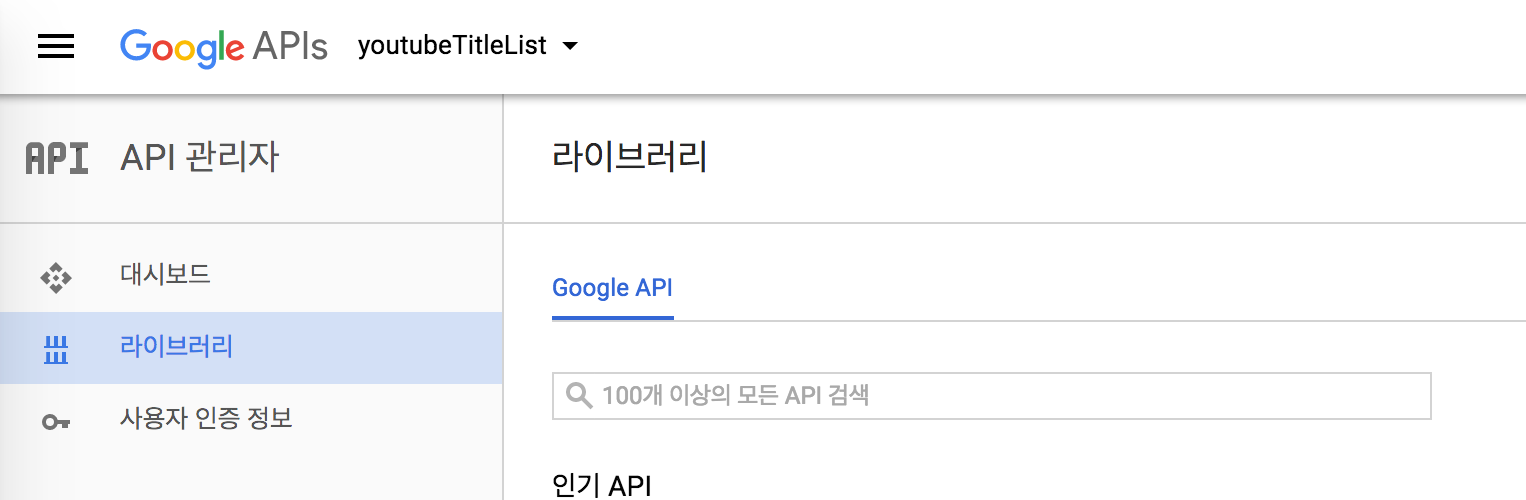 Google APIs youtubeTitleList
API API 관리자
라이브러리
대시보드
라이브러리
사용자 인증 정보
Google API
100개 이상의 모든 API 검색
인기 API